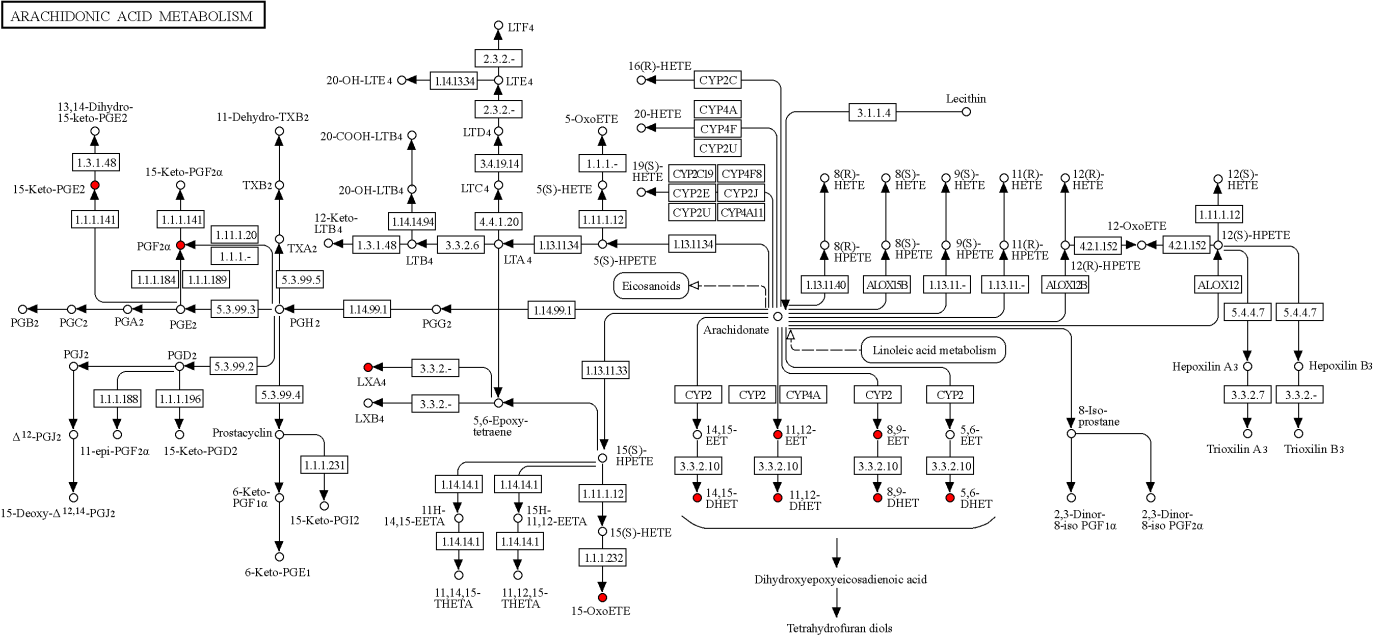 ARACHIDONIC ACID METABOLISM
LTF4
2.3.2.-
20-OH-LTE4
1.14.13.34
LTE4
16(R)-HETE
CYP2C
Lecithin
3.1.1.4
13,14-Dihydro-
15-keto-PGE2
11-Dehydro-TXB2
20-COOH-LTB4
2.3.2.-
LTD4
5-OxoETE
20-HETE
CYP4A
CYP4F
CYP2U
1.3.1.48
15-Keto-PGF2α
3.4.19.14
1.1.1.-
19(S)-
HETE
CYP2C19
CYP4F8
CYP2E
CYP2J
CYP2U
CYP4A11
15-Keto-PGE2
TXB2
20-OH-LTB4
LTC4
5(S)-HETE
8(R)-
HETE
8(S)-
HETE
9(S)-
HETE
11(R)-
HETE
12(R)-
HETE
12(S)-
HETE
1.1.1.141
1.1.1.141
1.11.1.20
1.1.1.-
12-Keto-
LTB4
1.14.14.94
4.4.1.20
1.11.1.12
1.11.1.12
PGF2α
TXA2
1.3.1.48
LTB4
3.3.2.6
LTA4
1.13.11.34
5(S)-HPETE
1.13.11.34
8(R)-
HPETE
8(S)-
HPETE
9(S)-
HPETE
11(R)-
HPETE
12(R)-HPETE
4.2.1.152
12-OxoETE
4.2.1.152
12(S)-HPETE
1.1.1.184
1.1.1.189
5.3.99.5
Eicosanoids
1.13.11.40
ALOX15B
1.13.11.-
1.13.11.-
ALOX12B
ALOX12
PGB2
PGC2
PGA2
PGE2
5.3.99.3
PGH2
1.14.99.1
PGG2
1.14.99.1
Arachidonate
5.4.4.7
5.4.4.7
Linoleic acid metabolism
PGJ2
PGD2
5.3.99.2
LXA4
3.3.2.-
1.13.11.33
Hepoxilin A3
Hepoxilin B3
1.1.1.188
1.1.1.196
5.3.99.4
LXB4
3.3.2.-
5,6-Epoxy-
tetraene
CYP2
CYP2
CYP4A
CYP2
CYP2
8-Iso-
prostane
3.3.2.7
3.3.2.-
Δ12-PGJ2
11-epi-PGF2α
15-Keto-PGD2
Prostacyclin
15(S)-
HPETE
14,15-
EET
11,12-
EET
8,9-
EET
5,6-
EET
Trioxilin A3
Trioxilin B3
1.1.1.231
3.3.2.10
3.3.2.10
3.3.2.10
3.3.2.10
15-Deoxy-Δ12,14-PGJ2
6-Keto-
PGF1α
15-Keto-PGI2
1.14.14.1
1.14.14.1
1.11.1.12
14,15-
DHET
11,12-
DHET
8,9-
DHET
5,6-
DHET
2,3-Dinor-
8-iso PGF1α
2,3-Dinor-
8-iso PGF2α
11H-
14,15-EETA
15H-
11,12-EETA
15(S)-HETE
1.14.14.1
1.14.14.1
1.1.1.232
6-Keto-PGE1
11,14,15-
THETA
11,12,15-
THETA
15-OxoETE
Dihydroxyepoxyeicosadienoic acid
Tetrahydrofuran diols